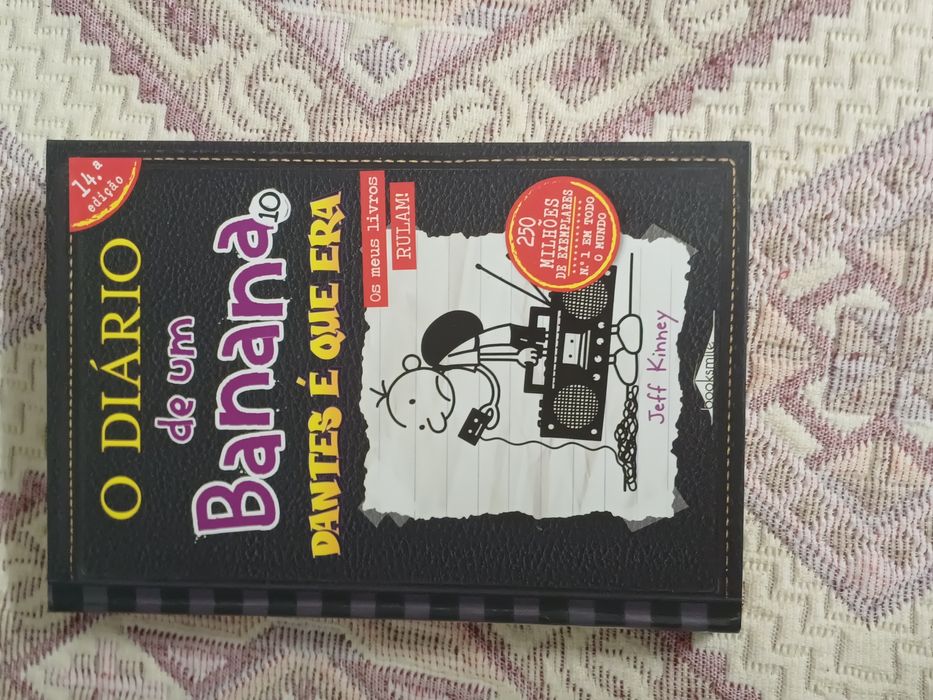 14.ª
edição
O DIÁRIO
de um
Banana
10
DANTES É QUE ERA
Os meus livros
RULAM!
250
MILHÕES
DE EXEMPLARES
N.º 1 EM TODO
O MUNDO
Jeff Kinney
booksmile